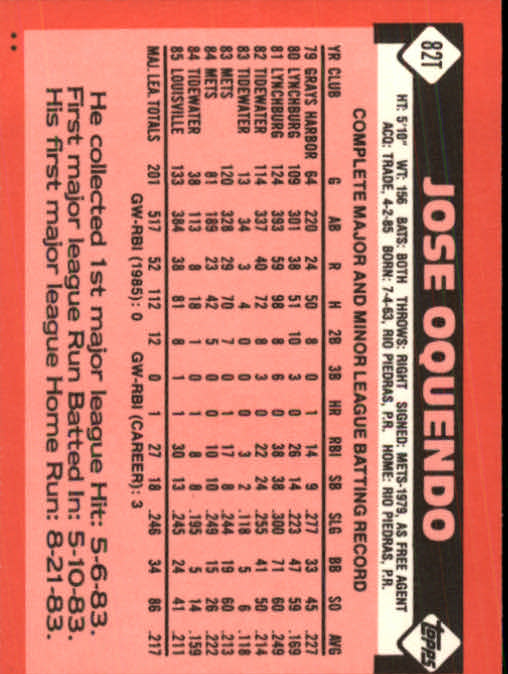 82T
JOSE OQUENDO
topps
HT: 5'10" WT: 156 BATS: BOTH THROWS: RIGHT SIGNED: METS-1979, AS FREE AGENT
ACQ: TRADE, 4-2-85 BORN: 7-4-63, RIO PIEDRAS, P.R. HOME: RIO PIEDRAS, P.R.
COMPLETE MAJOR AND MINOR LEAGUE BATTING RECORD
YR CLUB G AB R H 2B 3B HR RBI SB SLG BB SO AVG
79 GRAYS HARBOR 64 220 24 50 8 0 1 14 9 .277 33 45 .227
80 LYNCHBURG 109 301 38 51 10 3 0 26 14 .223 47 59 .169
81 LYNCHBURG 124 393 59 98 8 6 0 38 38 .300 71 60 .249
82 TIDEWATER 114 337 40 72 8 3 0 22 24 .255 41 50 .214
83 TIDEWATER 13 34 3 4 0 0 0 3 2 .118 5 6 .118
83 METS 120 328 29 70 7 0 1 17 8 .244 19 60 .213
84 METS 81 189 23 42 5 0 0 10 10 .249 15 26 .222
84 TIDEWATER 38 113 8 18 1 0 1 8 8 .195 5 14 .159
85 LOUISVILLE 133 384 38 81 8 1 1 30 13 .245 24 41 .211
MAJ. LEA. TOTALS 201 517 52 112 12 0 1 27 18 .246 34 86 .217
GW-RBI (1985): 0 GW-RBI (CAREER): 3
He collected 1st major league Hit: 5-6-83.
First major league Run Batted In: 5-10-83.
His first major league Home Run: 8-21-83.
**